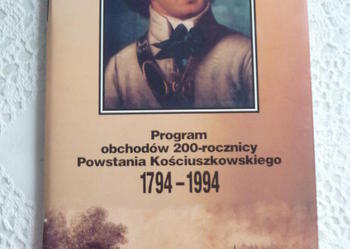 Program
obchodów 200-rocznicy
Powstania Kościuszkowskiego
1794-1994